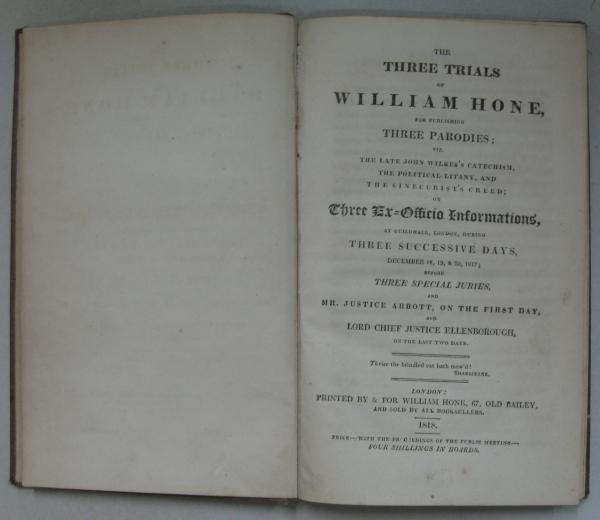 THE
THREE TRIALS
OF
WILLIAM HONE,
FOR PUBLISHING
THREE PARODIES;
VIZ.
THE LATE JOHN WILKES'S CATECHISM,
THE POLITICAL LITANY, AND
THE SINECURIST'S CREED;
ON
Three Ex-Officio Informations,
AT GUILDHALL, LONDON, DURING
THREE SUCCESSIVE DAYS,
DECEMBER 18, 19, & 20, 1817;
BEFORE
THREE SPECIAL JURIES,
AND
MR. JUSTICE ABBOTT, ON THE FIRST DAY,
AND
LORD CHIEF JUSTICE ELLENBOROUGH,
ON THE LAST TWO DAYS.
Thrice the brindled cat hath mew'd!
SHAKSPEARE.
LONDON:
PRINTED BY & FOR WILLIAM HONE, 67, OLD BAILEY,
AND SOLD BY ALL BOOKSELLERS.
1818.
PRICE—WITH THE PROCEEDINGS OF THE PUBLIC MEETING—
FOUR SHILLINGS IN BOARDS.